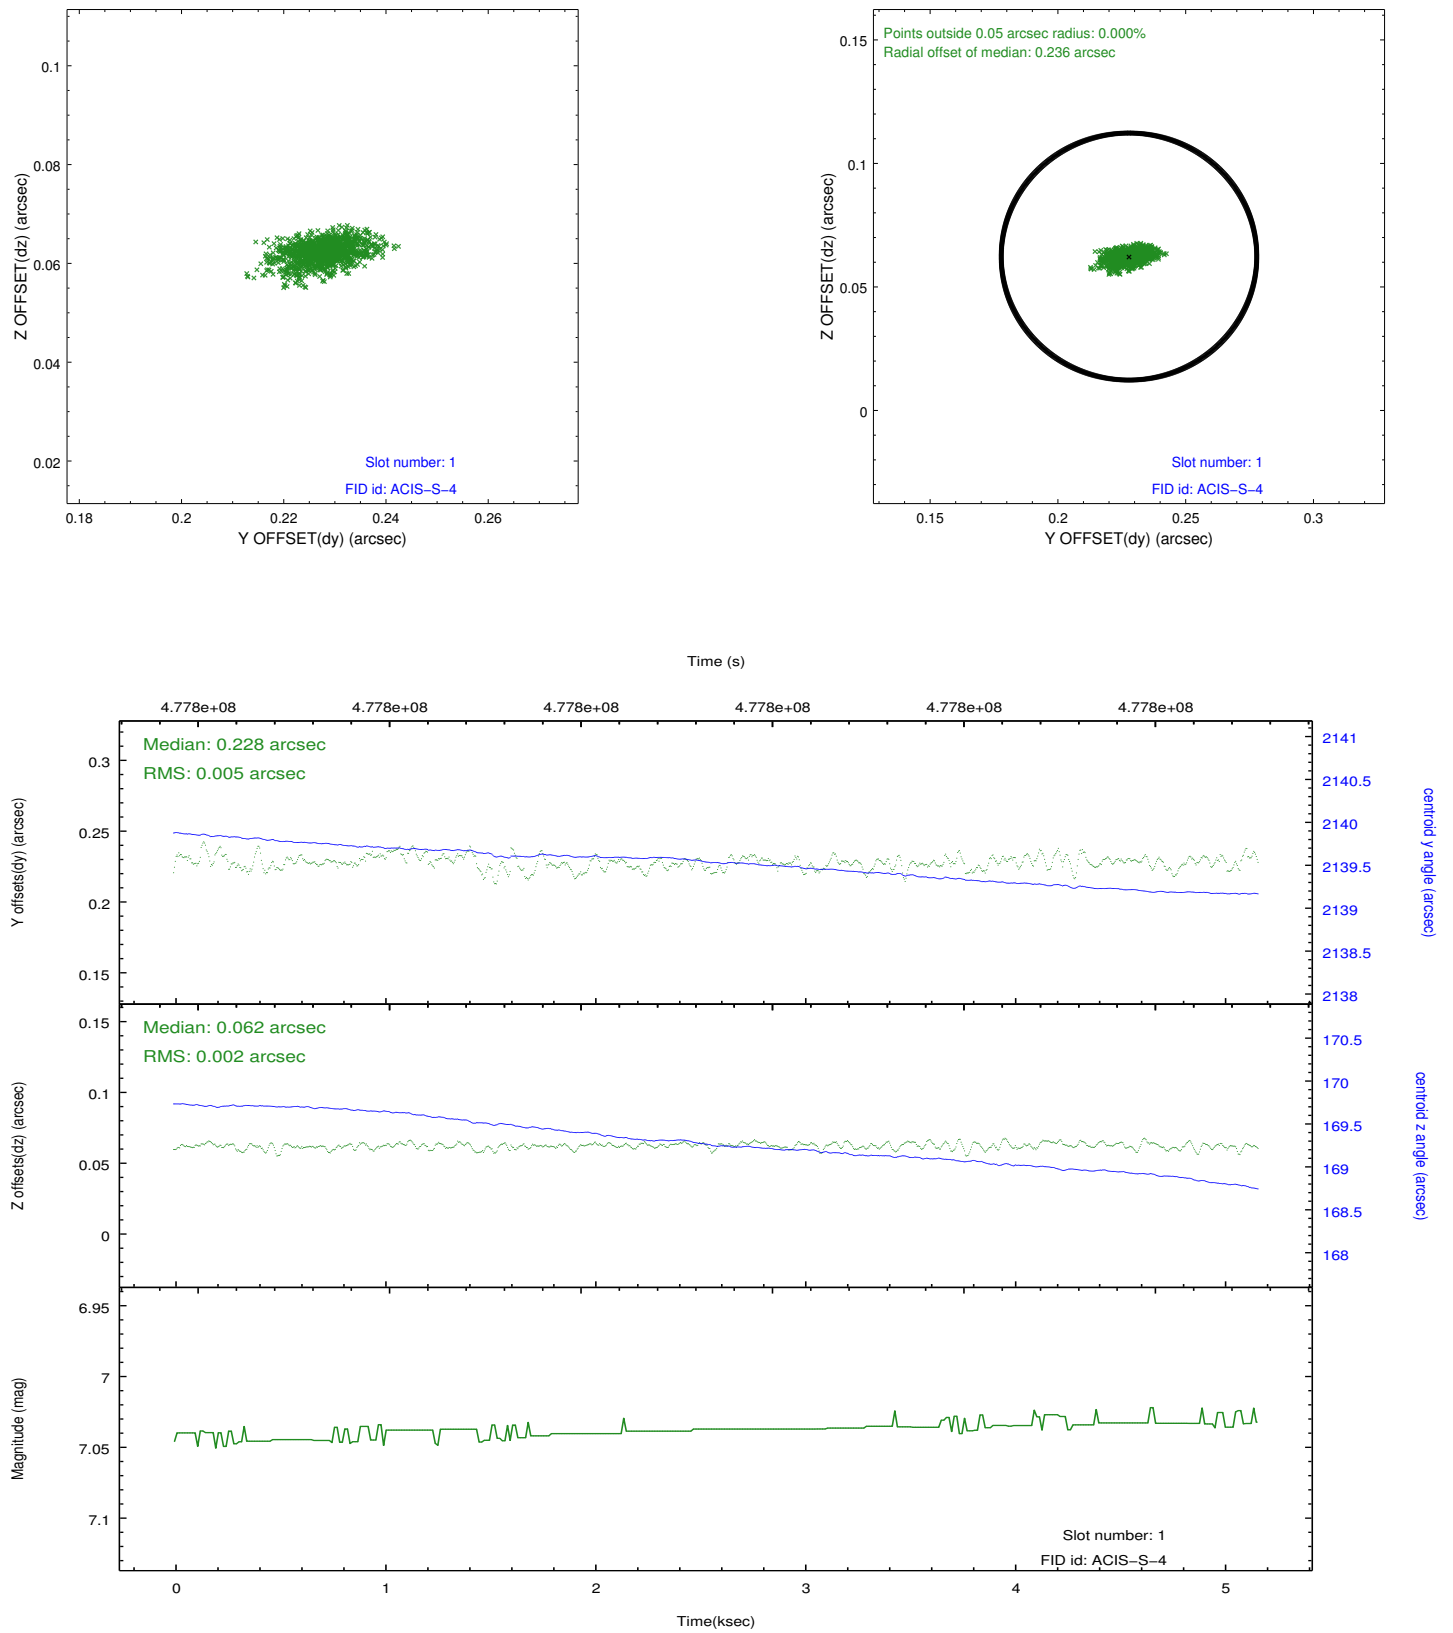 0.1
0.08
0.06
0.04
0.02
Z OFFSET(dz) (arcsec)
Slot number: 1
FID id: ACIS−S−4
0.18
0.2
0.22
0.24
0.26
Y OFFSET(dy) (arcsec)
Points outside 0.05 arcsec radius: 0.000%
Radial offset of median: 0.236 arcsec
0.15
0.1
0.05
0
Z OFFSET(dz) (arcsec)
Slot number: 1
FID id: ACIS−S−4
0.15
0.2
0.25
0.3
Y OFFSET(dy) (arcsec)
Time (s)
4.778e+08
4.778e+08
4.778e+08
4.778e+08
4.778e+08
4.778e+08
Median: 0.228 arcsec
RMS: 0.005 arcsec
0.3
0.25
0.2
0.15
Y offsets(dy) (arcsec)
2141
2140.5
2140
2139.5
2139
2138.5
2138
centroid y angle (arcsec)
Median: 0.062 arcsec
RMS: 0.002 arcsec
0.15
0.1
0.05
0
Z offsets(dz) (arcsec)
170.5
170
169.5
169
168.5
168
centroid z angle (arcsec)
6.95
7
7.05
7.1
Magnitude (mag)
Slot number: 1
FID id: ACIS−S−4
0
1
2
3
4
5
Time(ksec)